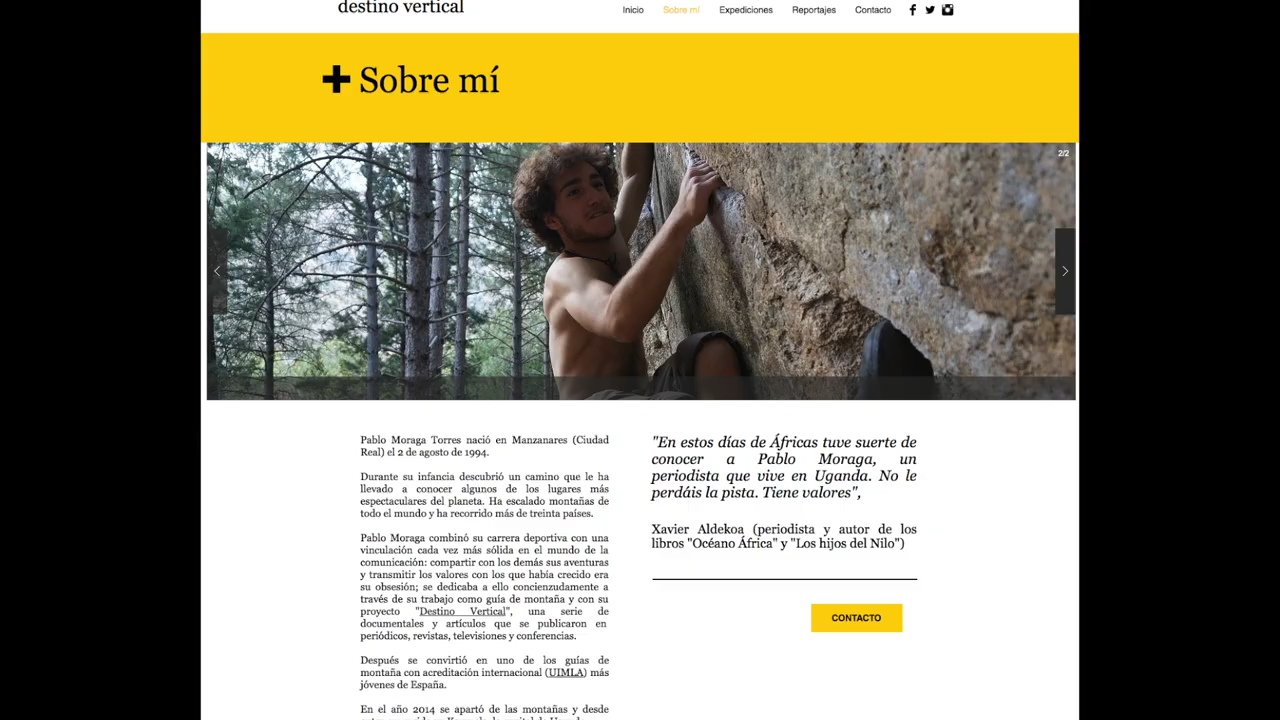 destino vertical
Inicio Sobre mí Expediciones Reportajes Contacto
Sobre mí
2/2
Pablo Moraga Torres nació en Manzanares (Ciudad
Real) el 2 de agosto de 1994.
Durante su infancia descubrió un camino que le ha
llevado a conocer algunos de los lugares más
espectaculares del planeta. Ha escalado montañas de
todo el mundo y ha recorrido más de treinta países.
Pablo Moraga combinó su carrera deportiva con una
vinculación cada vez más sólida en el mundo de la
comunicación: compartir con los demás sus aventuras
y transmitir los valores con los que había crecido era
su obsesión; se dedicaba a ello concienzudamente a
través de su trabajo como guía de montaña y con su
proyecto "Destino Vertical", una serie de
documentales y artículos que se publicaron en
periódicos, revistas, televisiones y conferencias.
Después se convirtió en uno de los guías de
montaña con acreditación internacional (UIMLA) más
jóvenes de España.
En el año 2014 se apartó de las montañas y desde
"En estos días de Áfricas tuve suerte de
conocer a Pablo Moraga, un
periodista que vive en Uganda. No le
perdáis la pista. Tiene valores",
Xavier Aldekoa (periodista y autor de los
libros "Océano África" y "Los hijos del Nilo")
CONTACTO